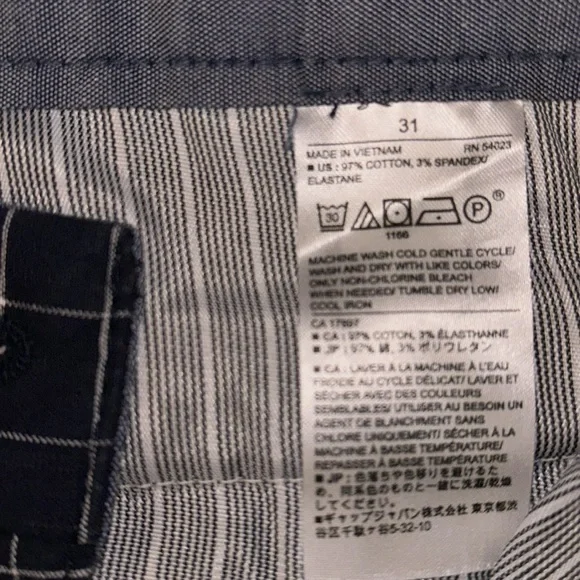 31
MADE IN VIETNAM RN 54023
■ US : 97% COTTON, 3% SPANDEX/
ELASTANE
30 P ®
1166
MACHINE WASH COLD GENTLE CYCLE/
WASH AND DRY WITH LIKE COLORS/
ONLY NON-CHLORINE BLEACH
WHEN NEEDED/ TUMBLE DRY LOW/
COOL IRON
CA 17897
■ CA : 97% COTTON, 3% ÉLASTHANNE
■ JP : 97% 綿, 3% ポリウレタン
■ CA : LAVER À LA MACHINE À L'EAU
FROIDE AU CYCLE DÉLICAT/ LAVER ET
SÉCHER AVEC DES COULEURS
SEMBLABLES/ UTILISER AU BESOIN UN
AGENT DE BLANCHIMENT SANS
CHLORE UNIQUEMENT/ SÉCHER À LA
MACHINE À BASSE TEMPÉRATURE/
REPASSER À BASSE TEMPÉRATURE
■ JP : 色落ちや色移りを避けるた
め、同系色のものと一緒に洗濯/乾燥
してください。
■ ギャップジャパン株式会社 東京都渋
谷区千駄ヶ谷5-32-10